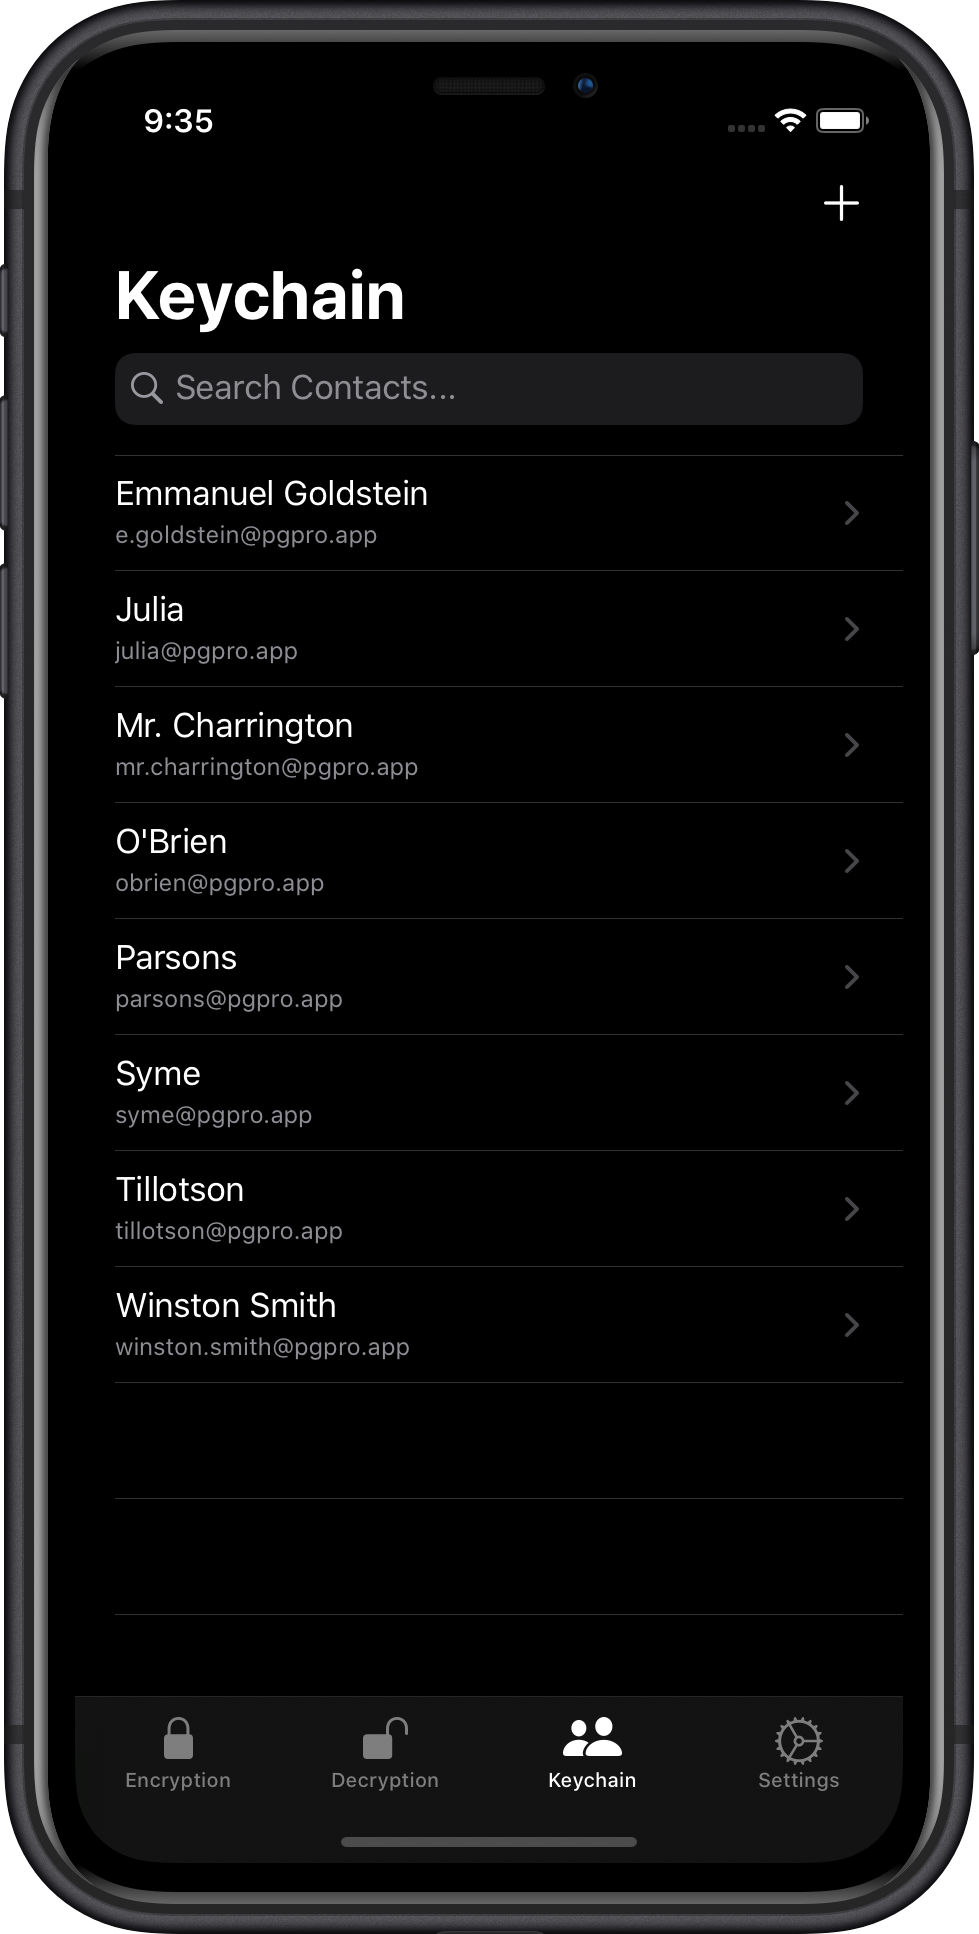 9:35
Keychain
Search Contacts...
Emmanuel Goldstein
e.goldstein@pgpro.app
Julia
julia@pgpro.app
Mr. Charrington
mr.charrington@pgpro.app
O'Brien
obrien@pgpro.app
Parsons
parsons@pgpro.app
Syme
syme@pgpro.app
Tillotson
tillotson@pgpro.app
Winston Smith
winston.smith@pgpro.app
Encryption Decryption Keychain Settings